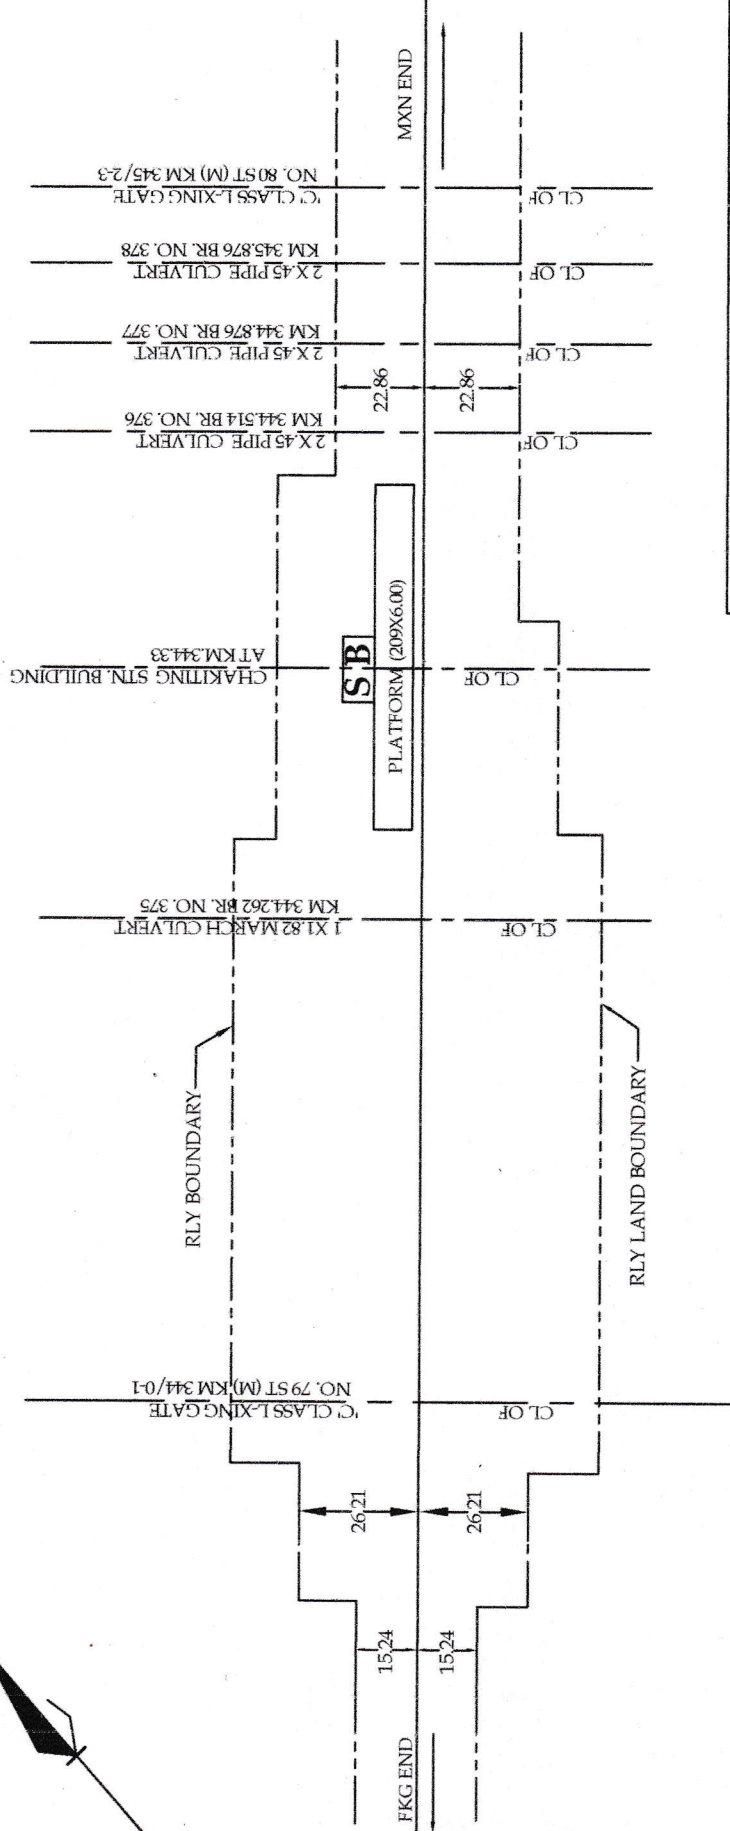 MXN END
'C' CLASS L-XING GATE
NO. 80 ST (M) KM 345/2-3
CL OF
2 X .45 PIPE CULVERT
KM 345.876 BR. NO. 378
CL OF
2 X .45 PIPE CULVERT
KM 344.876 BR. NO. 377
CL OF
22.86
22.86
2 X .45 PIPE CULVERT
KM 344.514 BR. NO. 376
CL OF
CHAKITING STN. BUILDING
AT KM.344.33
S B
PLATFORM (209X6.00)
CL OF
1 X1.82 MARCH CULVERT
KM 344.262 BR. NO. 375
CL OF
RLY BOUNDARY
RLY LAND BOUNDARY
'C' CLASS L-XING GATE
NO. 79 ST (M) KM 344/0-1
CL OF
26.21
26.21
15.24
15.24
FKG END